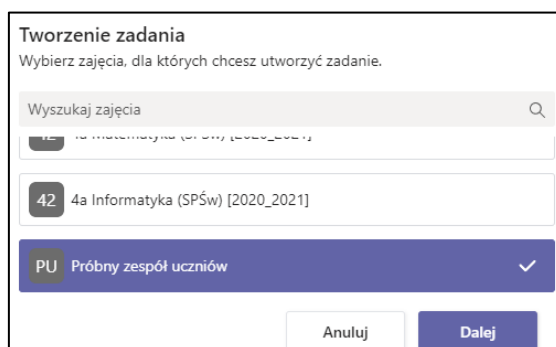 Tworzenie zadania
Wybierz zajęcia, dla których chcesz utworzyć zadanie.
Wyszukaj zajęcia
42 4a Informatyka (SPŚw) [2020_2021]
PU Próbny zespół uczniów
Anuluj Dalej